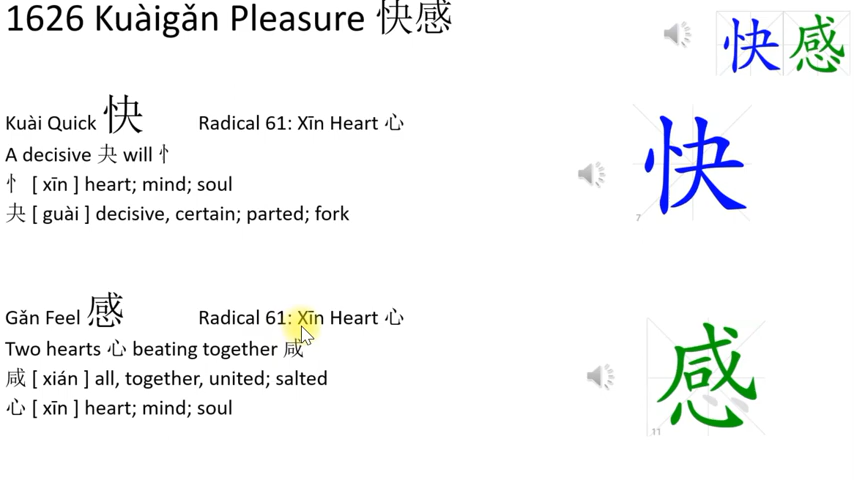 1626 Kuàigǎn Pleasure 快感
快感
Kuài Quick 快 Radical 61: Xīn Heart 心
A decisive 夬 will 忄
忄 [ xīn ] heart; mind; soul
夬 [ guài ] decisive, certain; parted; fork
快
7
Gǎn Feel 感 Radical 61: Xīn Heart 心
Two hearts 心 beating together 咸
咸 [ xián ] all, together, united; salted
心 [ xīn ] heart; mind; soul
感
11